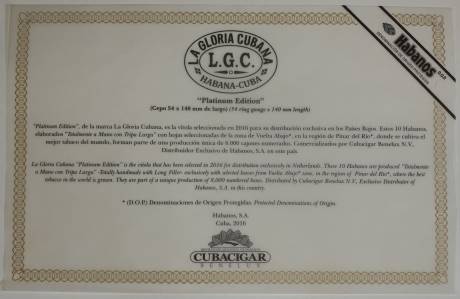 LA GLORIA CUBANA
L.G.C.
HABANA-CUBA
Habanos s.a.
"Platinum Edition"
(Cepo 54 x 140 mm de largo) (54 ring gauge x 140 mm length)
"Platinum Edition", de la marca La Gloria Cubana, es la vitola seleccionada en 2016 para su distribución exclusiva en los Países Bajos. Estos 10 Habanos,
elaborados "Totalmente a Mano con Tripa Larga" con hojas seleccionadas de la zona de Vuelta Abajo*, en la región de Pinar del Río*, donde se cultiva el
mejor tabaco del mundo, forman parte de una producción única de 8.000 cajones numerados. Comercializados por Cubacigar Benelux N.V.,
Distribuidor Exclusivo de Habanos, S.A. en este país.
La Gloria Cubana "Platinum Edition" is the vitola that has been selected in 2016 for distribution exclusively in Netherlands. These 10 Habanos are produced "Totalmente
a Mano con Tripa Larga" -Totally handmade with Long Filler- exclusively with selected leaves from Vuelta Abajo* zone, in the region of Pinar del Río*, where the best
tobacco in the world is grown. They are part of a unique production of 8,000 numbered boxes. Distributed by Cubacigar Benelux N.V., Exclusive Distributor of
Habanos, S.A. in this country.
* (D.O.P.) Denominaciones de Origen Protegidas. Protected Denominations of Origin.
Habanos, S.A.
Cuba, 2016
CUBACIGAR
BENELUX